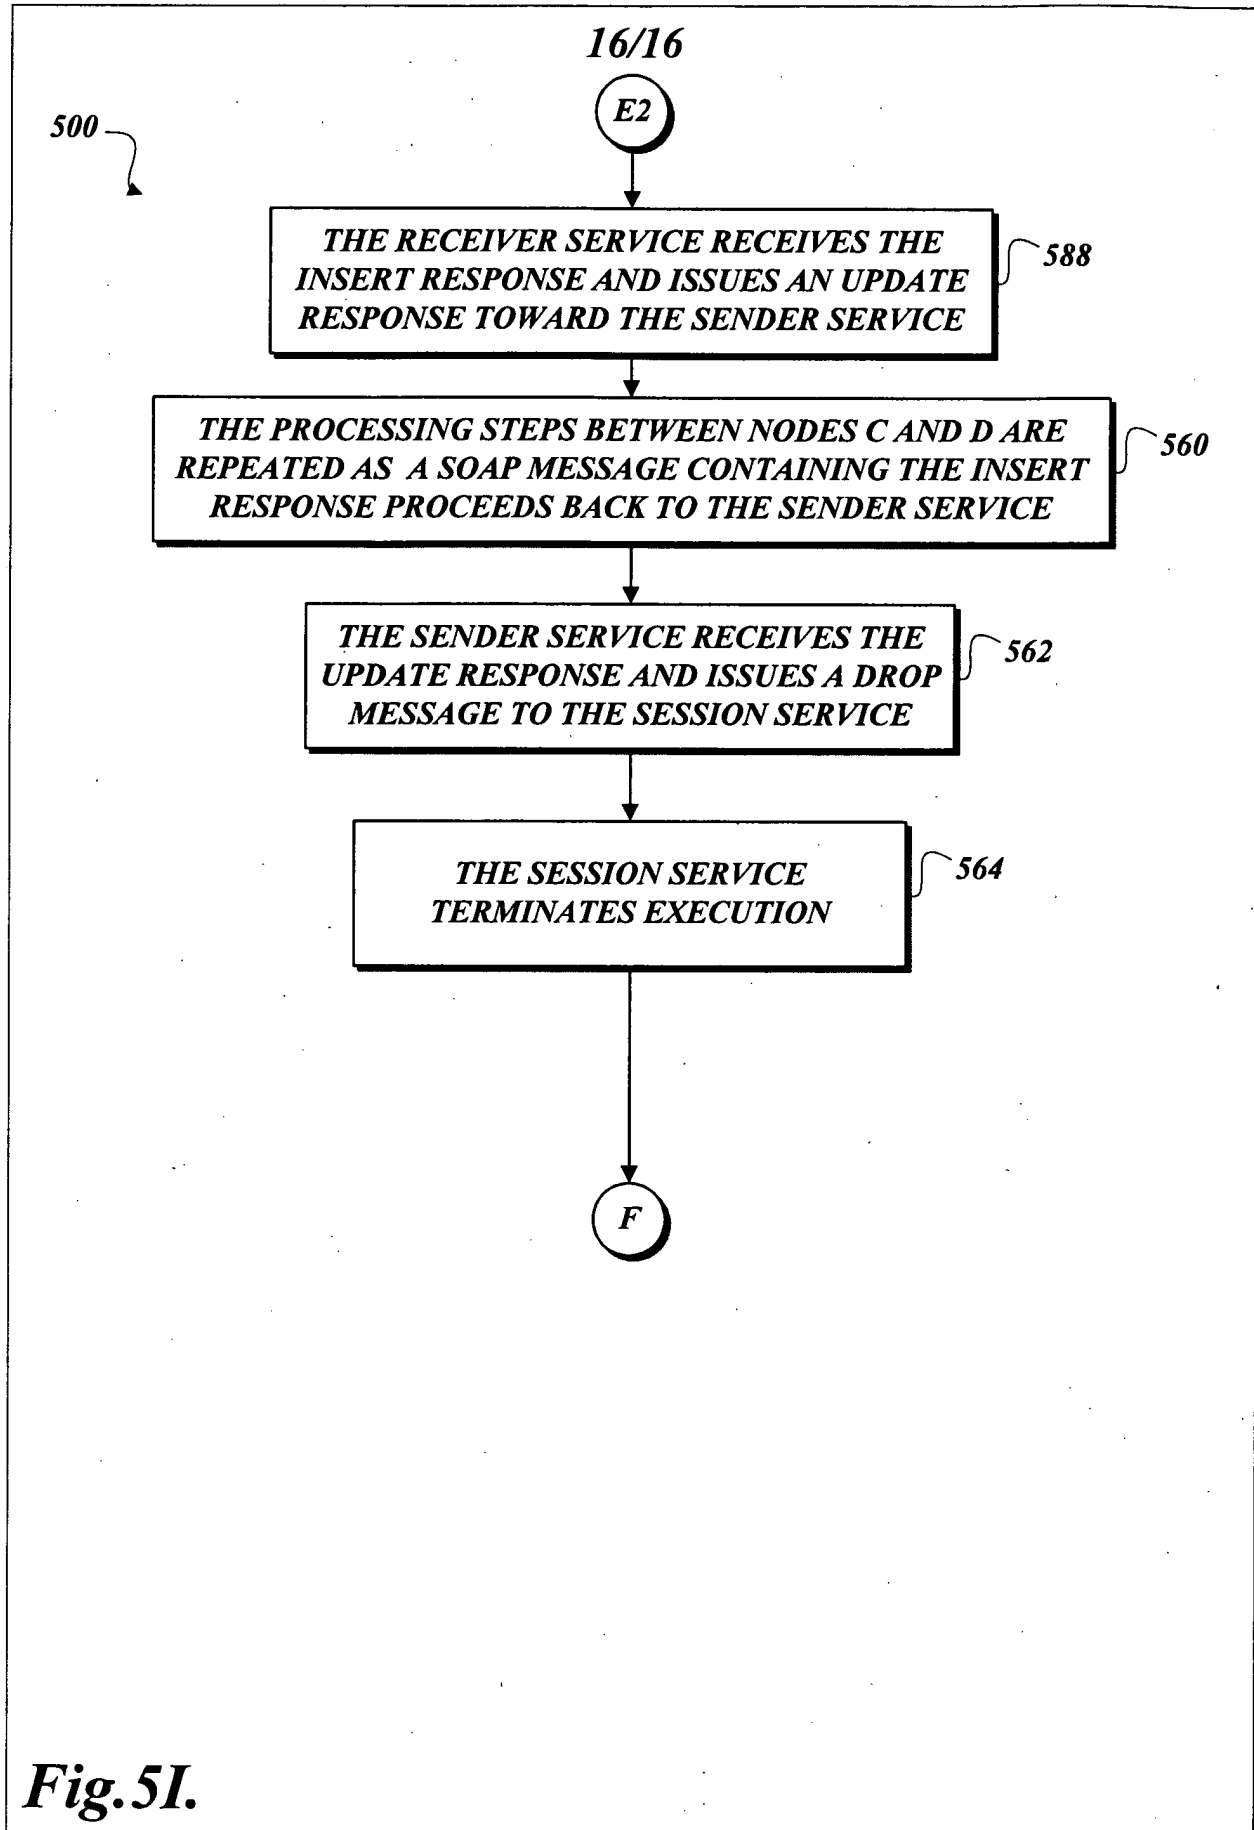 16/16
E2
500
THE RECEIVER SERVICE RECEIVES THE
INSERT RESPONSE AND ISSUES AN UPDATE
RESPONSE TOWARD THE SENDER SERVICE
588
THE PROCESSING STEPS BETWEEN NODES C AND D ARE
REPEATED AS A SOAP MESSAGE CONTAINING THE INSERT
RESPONSE PROCEEDS BACK TO THE SENDER SERVICE
560
THE SENDER SERVICE RECEIVES THE
UPDATE RESPONSE AND ISSUES A DROP
MESSAGE TO THE SESSION SERVICE
562
THE SESSION SERVICE
TERMINATES EXECUTION
564
F
Fig.5I.